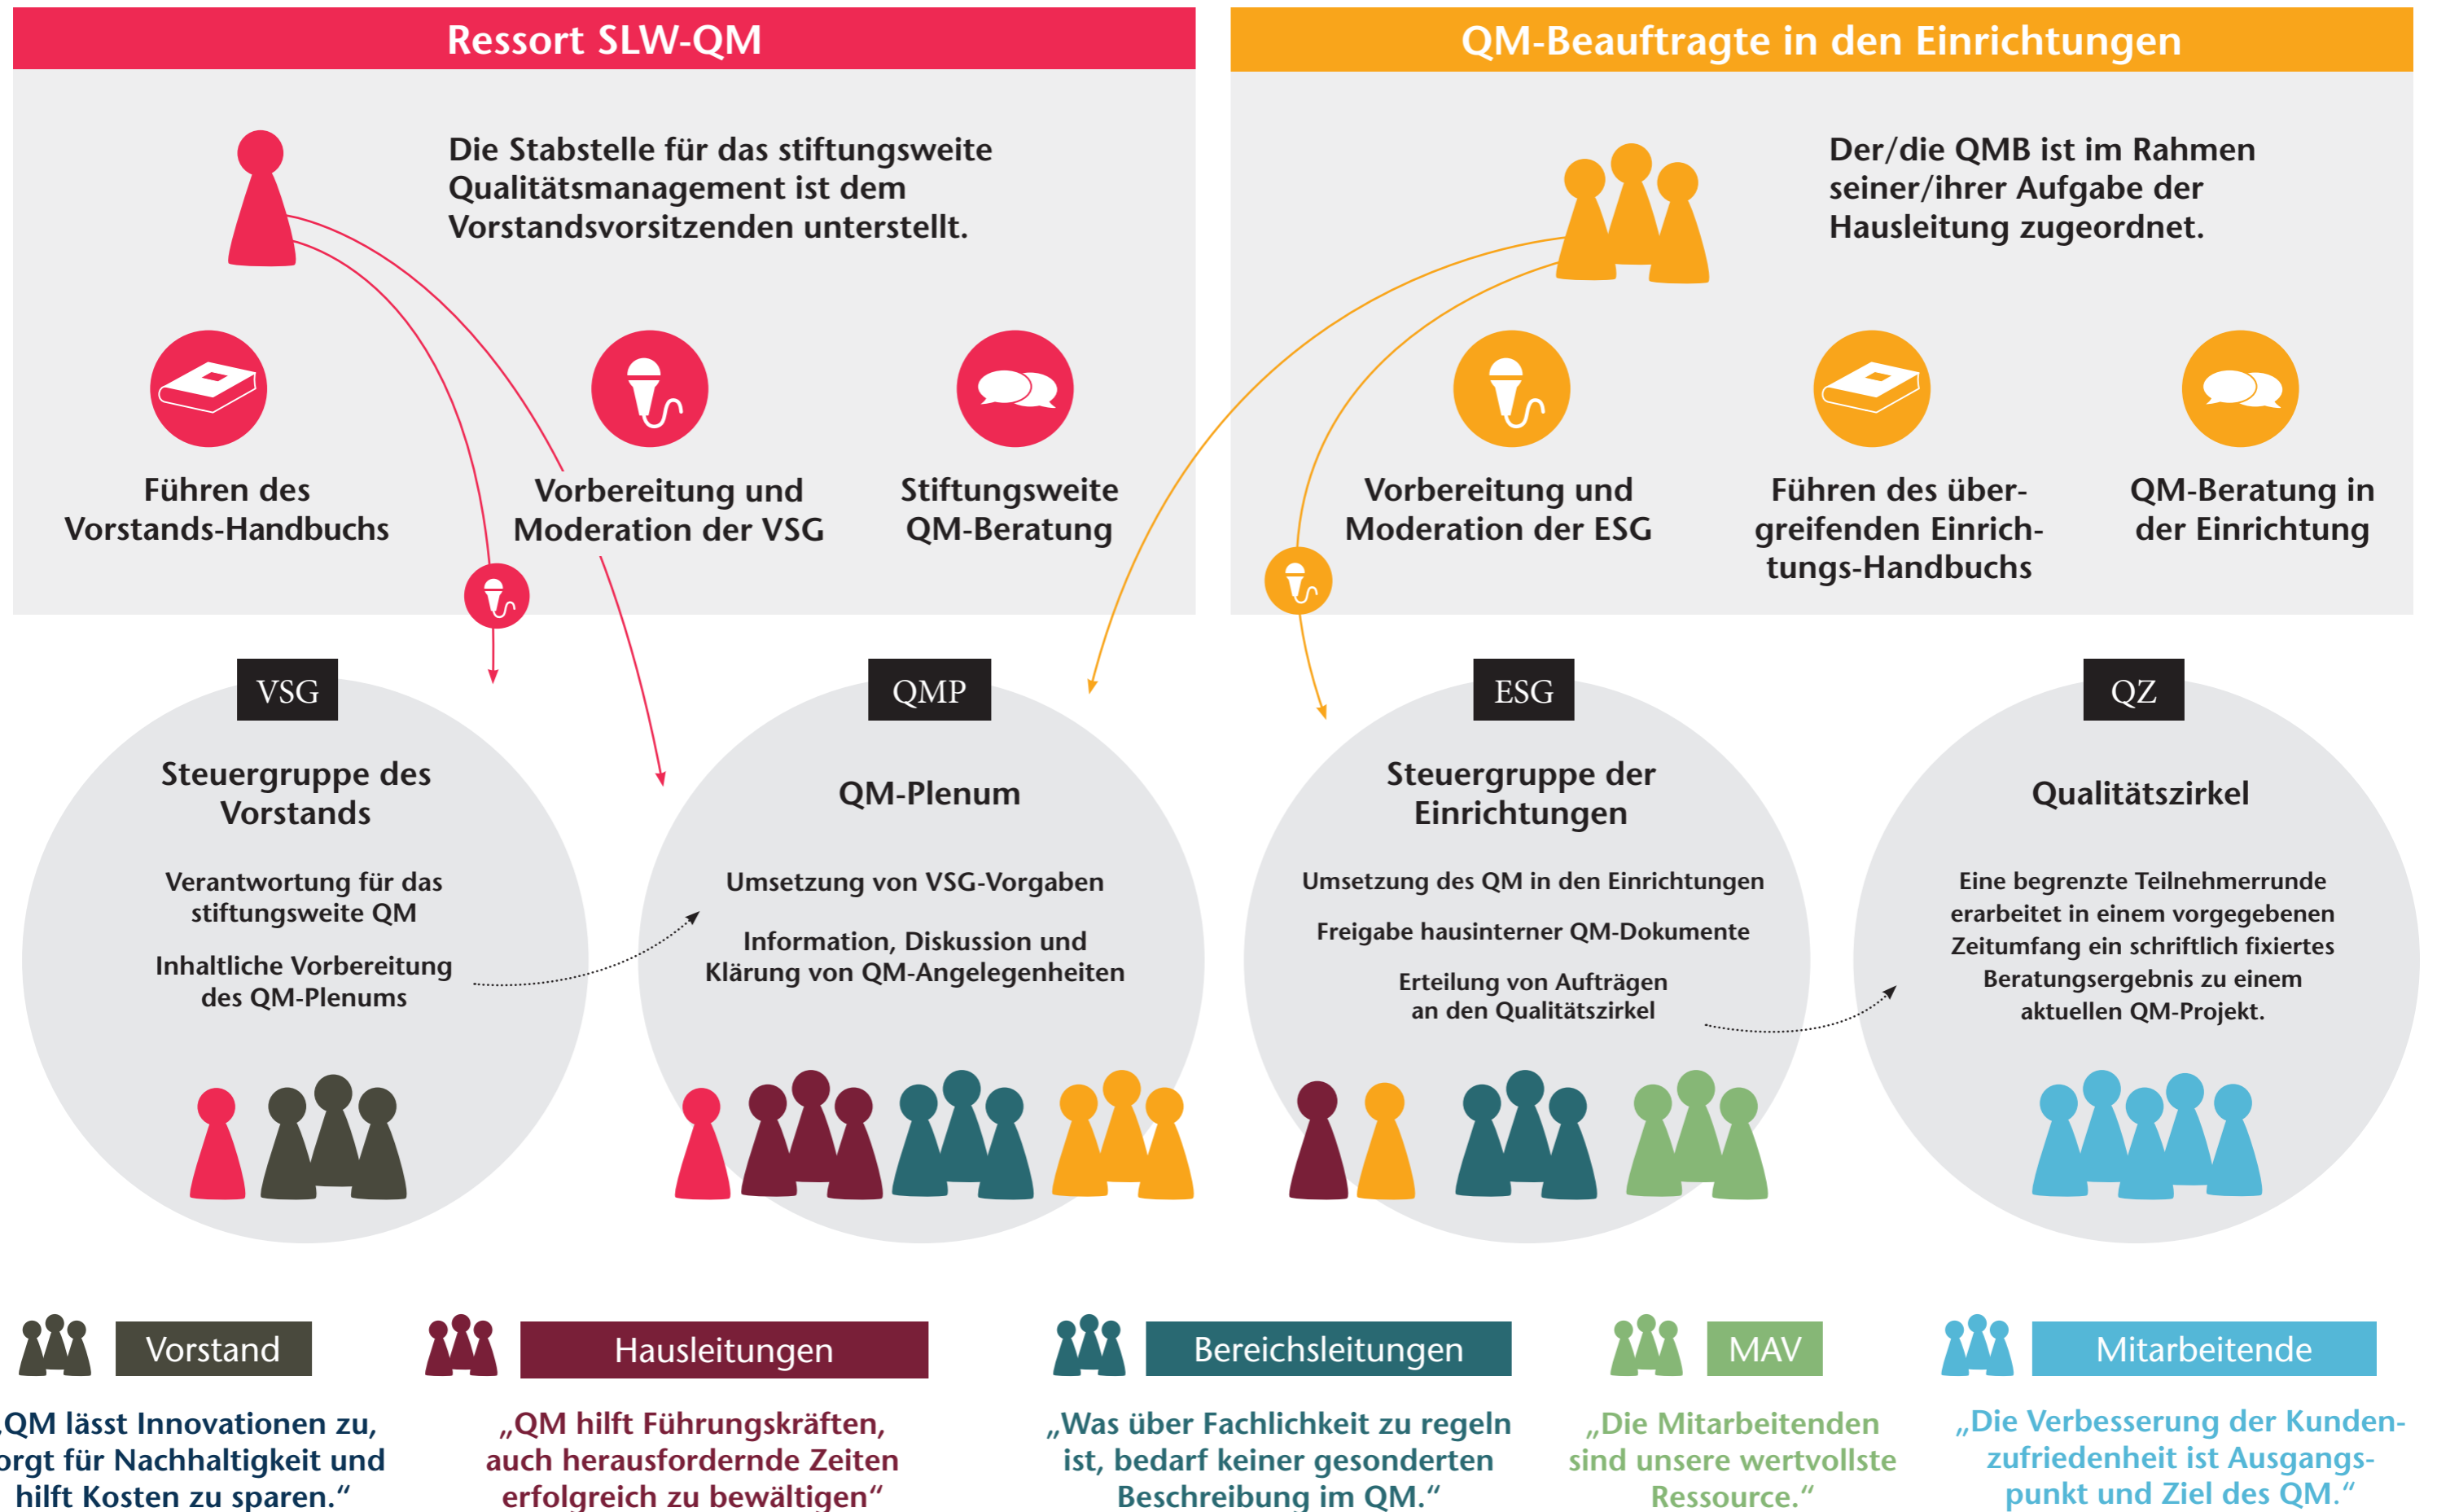 Ressort SLW-QM
Die Stabstelle für das stiftungsweite
Qualitätsmanagement ist dem
Vorstandsvorsitzenden unterstellt.
Führen des
Vorstands-Handbuchs
Vorbereitung und
Moderation der VSG
Stiftungsweite
QM-Beratung
QM-Beauftragte in den Einrichtungen
Der/die QMB ist im Rahmen
seiner/ihrer Aufgabe der
Hausleitung zugeordnet.
Vorbereitung und
Moderation der ESG
Führen des über-
greifenden Einrich-
tungs-Handbuchs
QM-Beratung in
der Einrichtung
VSG
Steuergruppe des
Vorstands
Verantwortung für das
stiftungsweite QM
Inhaltliche Vorbereitung
des QM-Plenums
QMP
QM-Plenum
Umsetzung von VSG-Vorgaben
Information, Diskussion und
Klärung von QM-Angelegenheiten
ESG
Steuergruppe der
Einrichtungen
Umsetzung des QM in den Einrichtungen
Freigabe hausinterner QM-Dokumente
Erteilung von Aufträgen
an den Qualitätszirkel
QZ
Qualitätszirkel
Eine begrenzte Teilnehmerrunde
erarbeitet in einem vorgegebenen
Zeitumfang ein schriftlich fixiertes
Beratungsergebnis zu einem
aktuellen QM-Projekt.
Vorstand
„QM lässt Innovationen zu,
orgt für Nachhaltigkeit und
hilft Kosten zu sparen.“
Hausleitungen
„QM hilft Führungskräften,
auch herausfordernde Zeiten
erfolgreich zu bewältigen“
Bereichsleitungen
„Was über Fachlichkeit zu regeln
ist, bedarf keiner gesonderten
Beschreibung im QM.“
MAV
„Die Mitarbeitenden
sind unsere wertvollste
Ressource.“
Mitarbeitende
„Die Verbesserung der Kunden-
zufriedenheit ist Ausgangs-
punkt und Ziel des QM.“